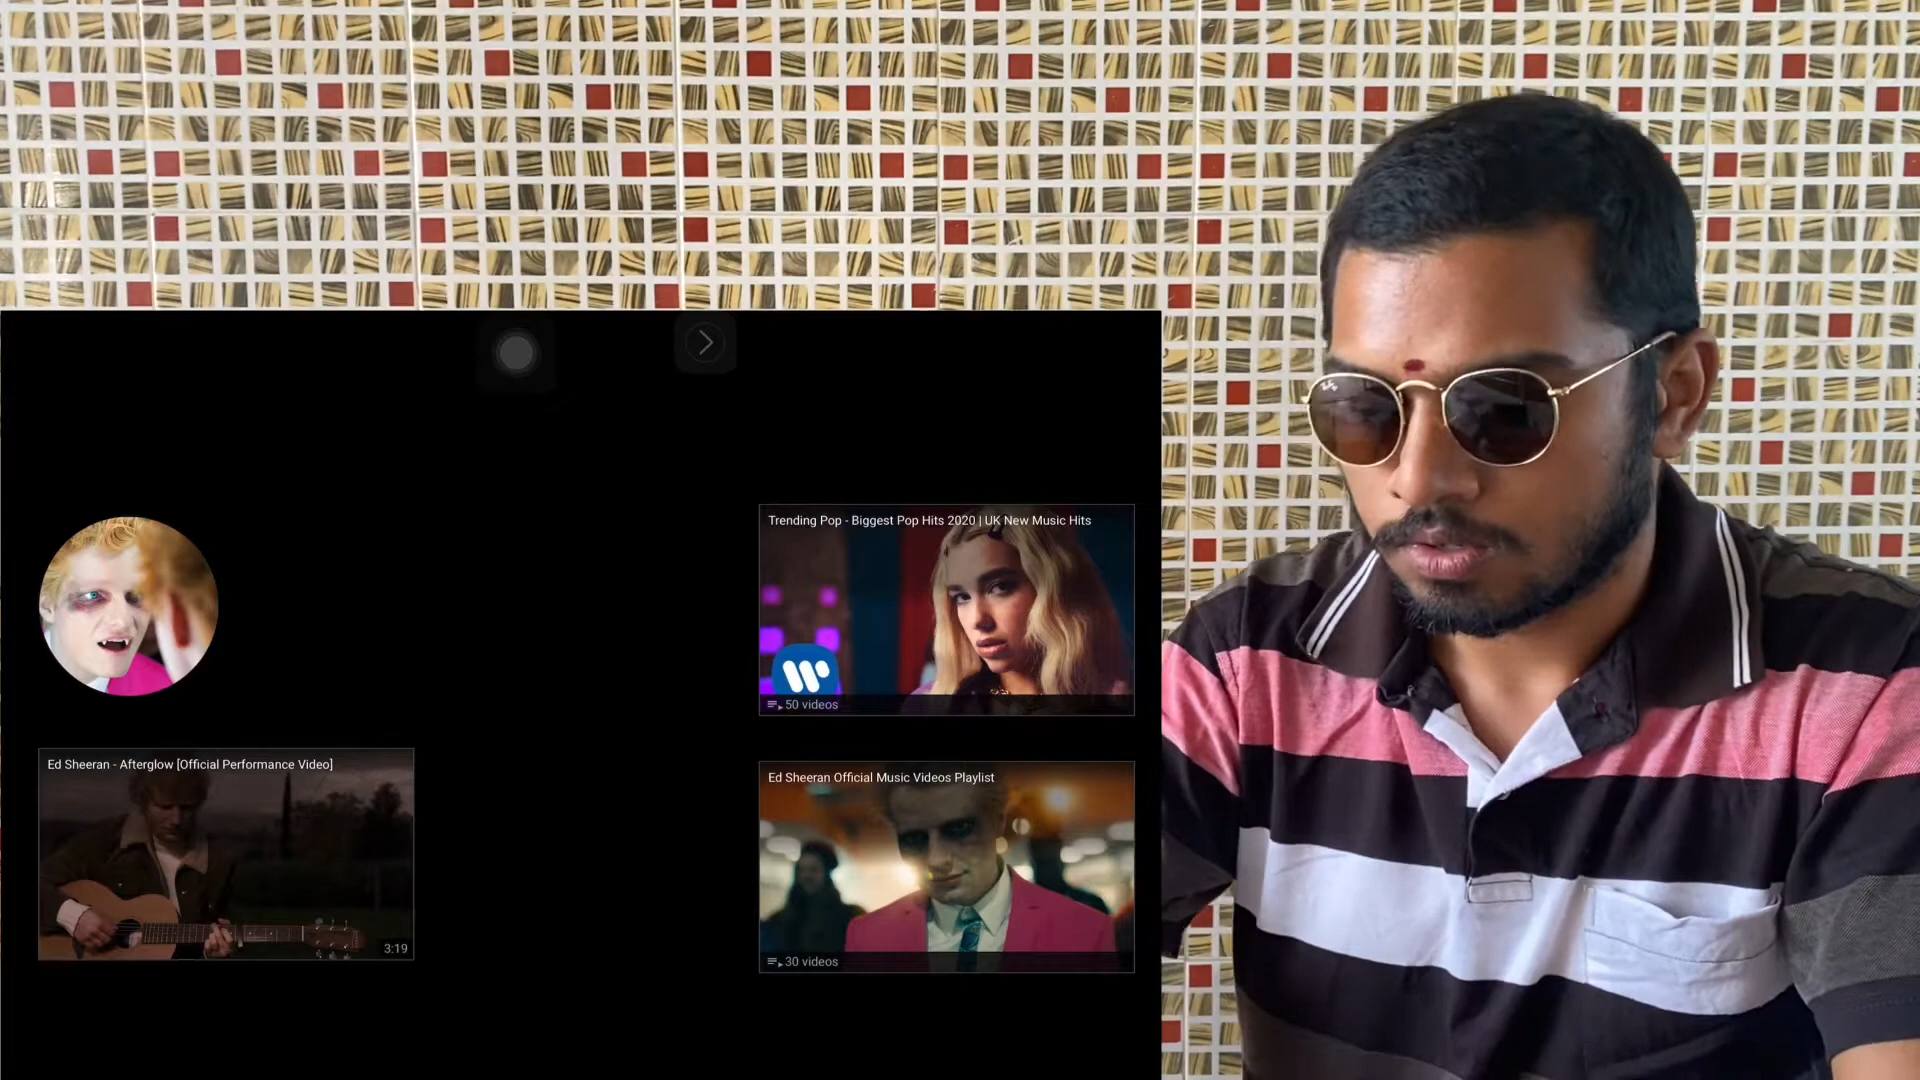 Trending Pop - Biggest Pop Hits 2020 | UK New Music Hits
50 videos
Ed Sheeran - Afterglow [Official Performance Video]
3:19
Ed Sheeran Official Music Videos Playlist
30 videos